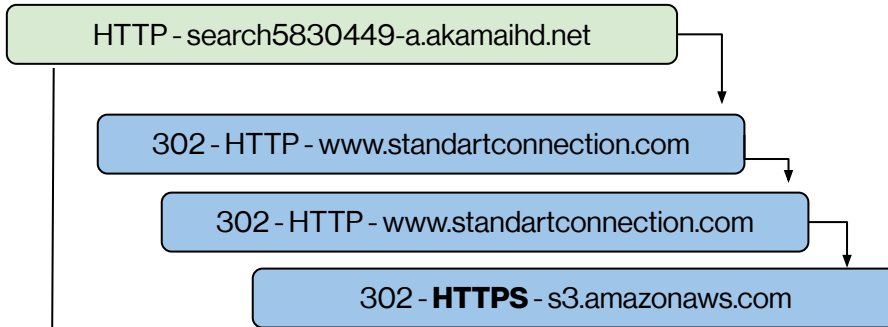 HTTP - search5830449-a.akamaihd.net
302 - HTTP - www.standartconnection.com
302 - HTTP - www.standartconnection.com
302 - HTTPS - s3.amazonaws.com